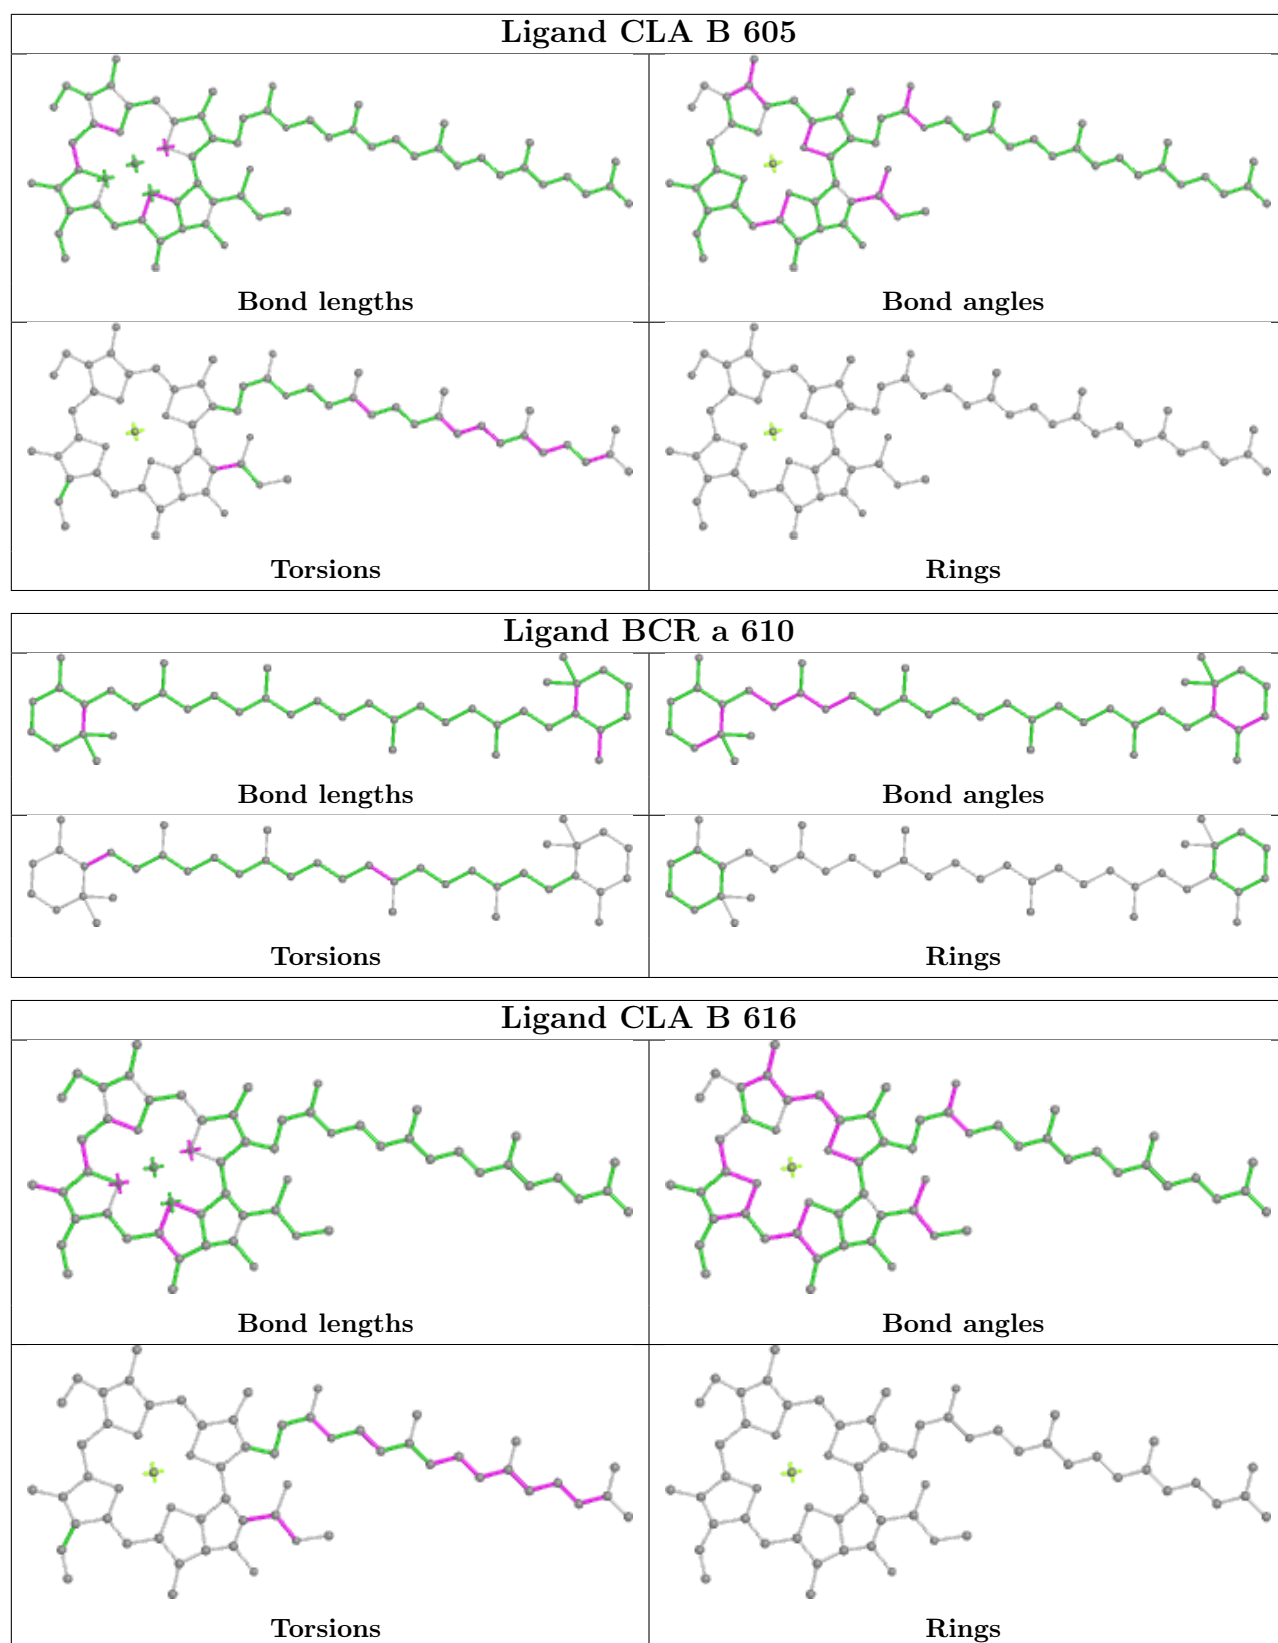 Ligand CLA B 605
Bond lengths
Bond angles
Torsions
Rings
Ligand BCR a 610
Bond lengths
Bond angles
Torsions
Rings
Ligand CLA B 616
Bond lengths
Bond angles
Torsions
Rings